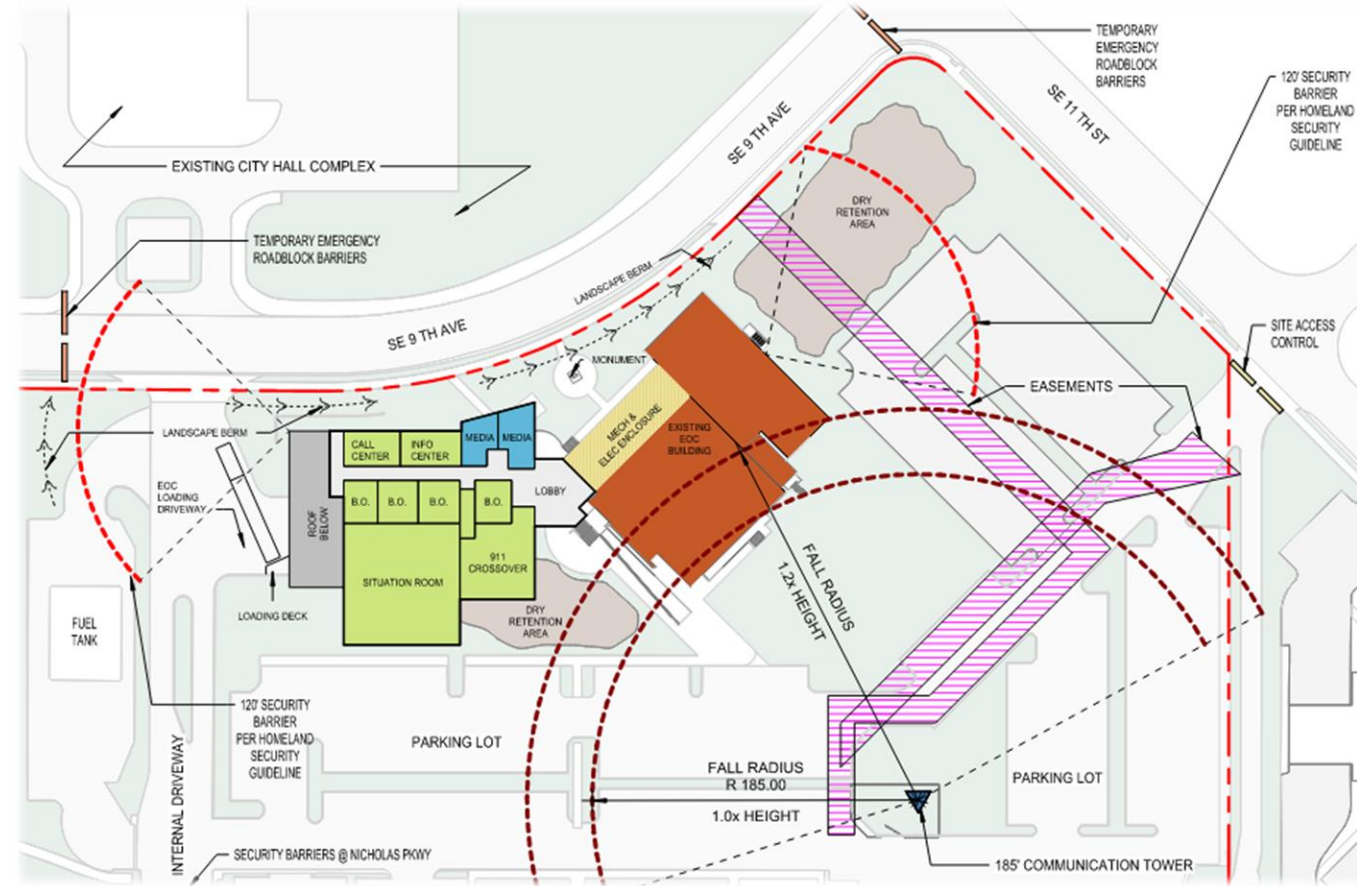 TEMPORARY
EMERGENCY
ROADBLOCK
BARRIERS
120' SECURITY
BARRIER
PER HOMELAND
SECURITY
GUIDELINE
SE 9 TH AVE
SE 11 TH ST
EXISTING CITY HALL COMPLEX
DRY
RETENTION
AREA
TEMPORARY EMERGENCY
ROADBLOCK BARRIERS
LANDSCAPE BERM
SE 9 TH AVE
SITE ACCESS
CONTROL
MONUMENT
EASEMENTS
MECH &
ELEC ENCLOSURE
EXISTING
EOC
BUILDING
LANDSCAPE BERM
CALL
CENTER
INFO
CENTER
MEDIA
MEDIA
LOBBY
EOC
LOADING
DRIVEWAY
ROOF
BELOW
B.O.
B.O.
B.O.
B.O.
SITUATION ROOM
911
CROSSOVER
FALL RADIUS
1.2x HEIGHT
LOADING DECK
DRY
RETENTION
AREA
FUEL
TANK
120' SECURITY
BARRIER
PER HOMELAND
SECURITY
GUIDELINE
PARKING LOT
FALL RADIUS
R 185.00
1.0x HEIGHT
PARKING LOT
INTERNAL DRIVEWAY
SECURITY BARRIERS @ NICHOLAS PKWY
185' COMMUNICATION TOWER